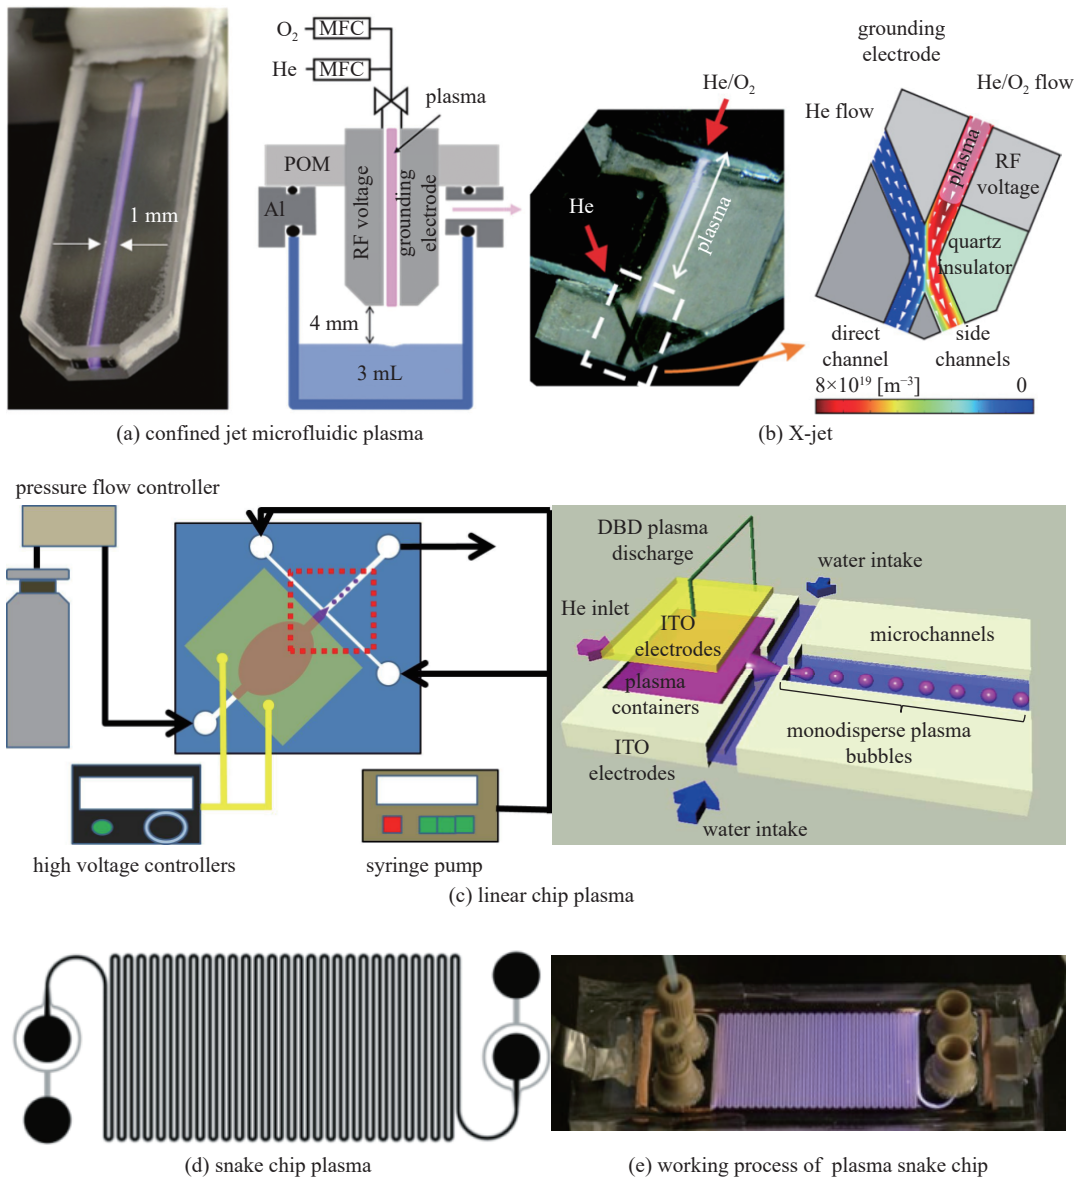 1 mm
O₂ MFC
He MFC
plasma
POM
Al
RF voltage
grounding
electrode
4 mm
3 mL
(a) confined jet microfluidic plasma
He/O₂
He
plasma
grounding
electrode
He flow
He/O₂ flow
plasma
RF
voltage
quartz
insulator
direct
channel
side
channels
8×10¹⁹ [m⁻³] 0
(b) X-jet
pressure flow controller
high voltage controllers
syringe pump
DBD plasma
discharge
water intake
He inlet
ITO
electrodes
microchannels
plasma
containers
monodisperse plasma
bubbles
ITO
electrodes
water intake
(c) linear chip plasma
(d) snake chip plasma
(e) working process of plasma snake chip